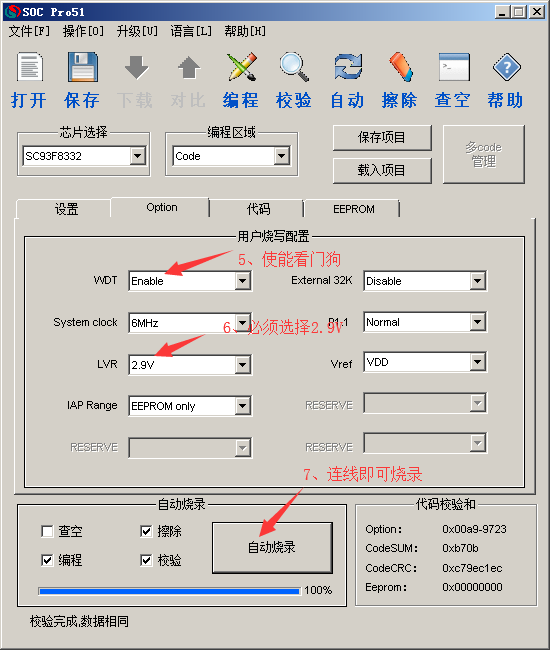 SOC Pro51
文件[F] 操作[O] 升级[U] 语言[L] 帮助[H]
打开 保存 下载 对比 编程 校验 自动 擦除 查空 帮助
芯片选择
SC93F8332
编程区域
Code
保存项目
载入项目
多code
管理
设置 Option 代码 EEPROM
用户烧写配置
5、使能看门狗
WDT Enable External 32K Disable
6、必须选择2.9V
System clock 6MHz P1.1 Normal
LVR 2.9V Vref VDD
IAP Range EEPROM only RESERVE
RESERVE RESERVE
7、连线即可烧录
自动烧录
查空 擦除
编程 校验
自动烧录
100%
代码校验和
Option: 0x00a9-9723
CodeSUM: 0xb70b
CodeCRC: 0xc79ec1ec
Eeprom: 0x00000000
校验完成,数据相同